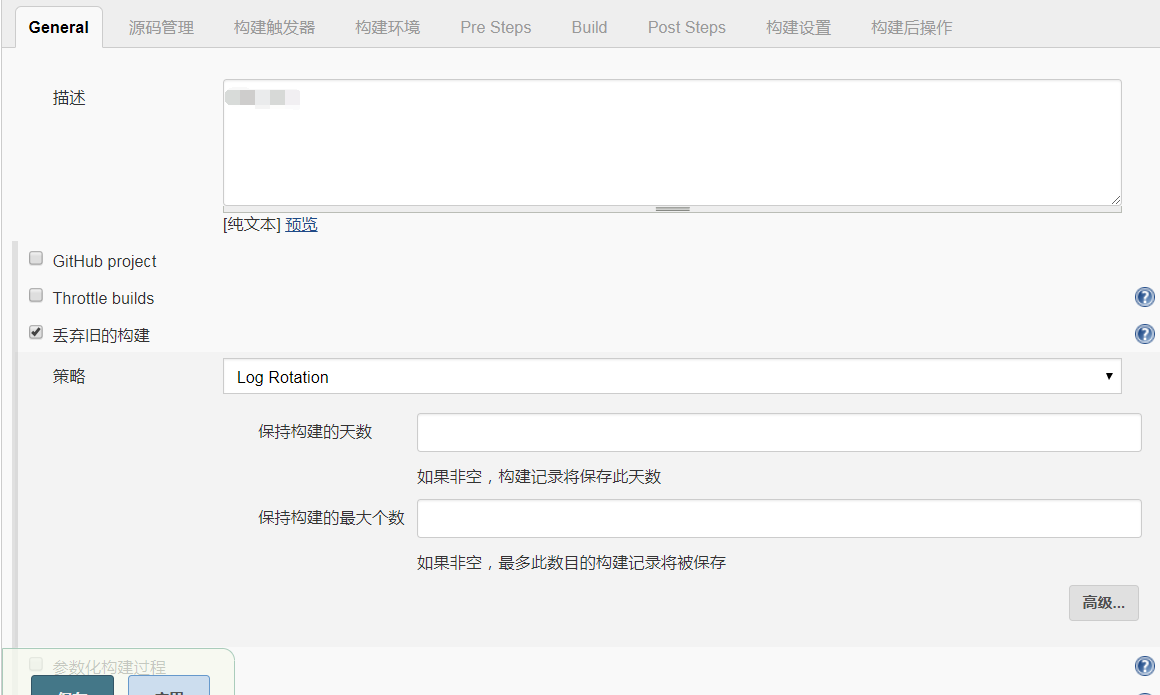 General 源码管理 构建触发器 构建环境 Pre Steps Build Post Steps 构建设置 构建后操作
描述
[纯文本] 预览
GitHub project
Throttle builds
丢弃旧的构建
策略 Log Rotation
保持构建的天数
如果非空，构建记录将保存此天数
保持构建的最大个数
如果非空，最多此数目的构建记录将被保存
高级...
参数化构建过程